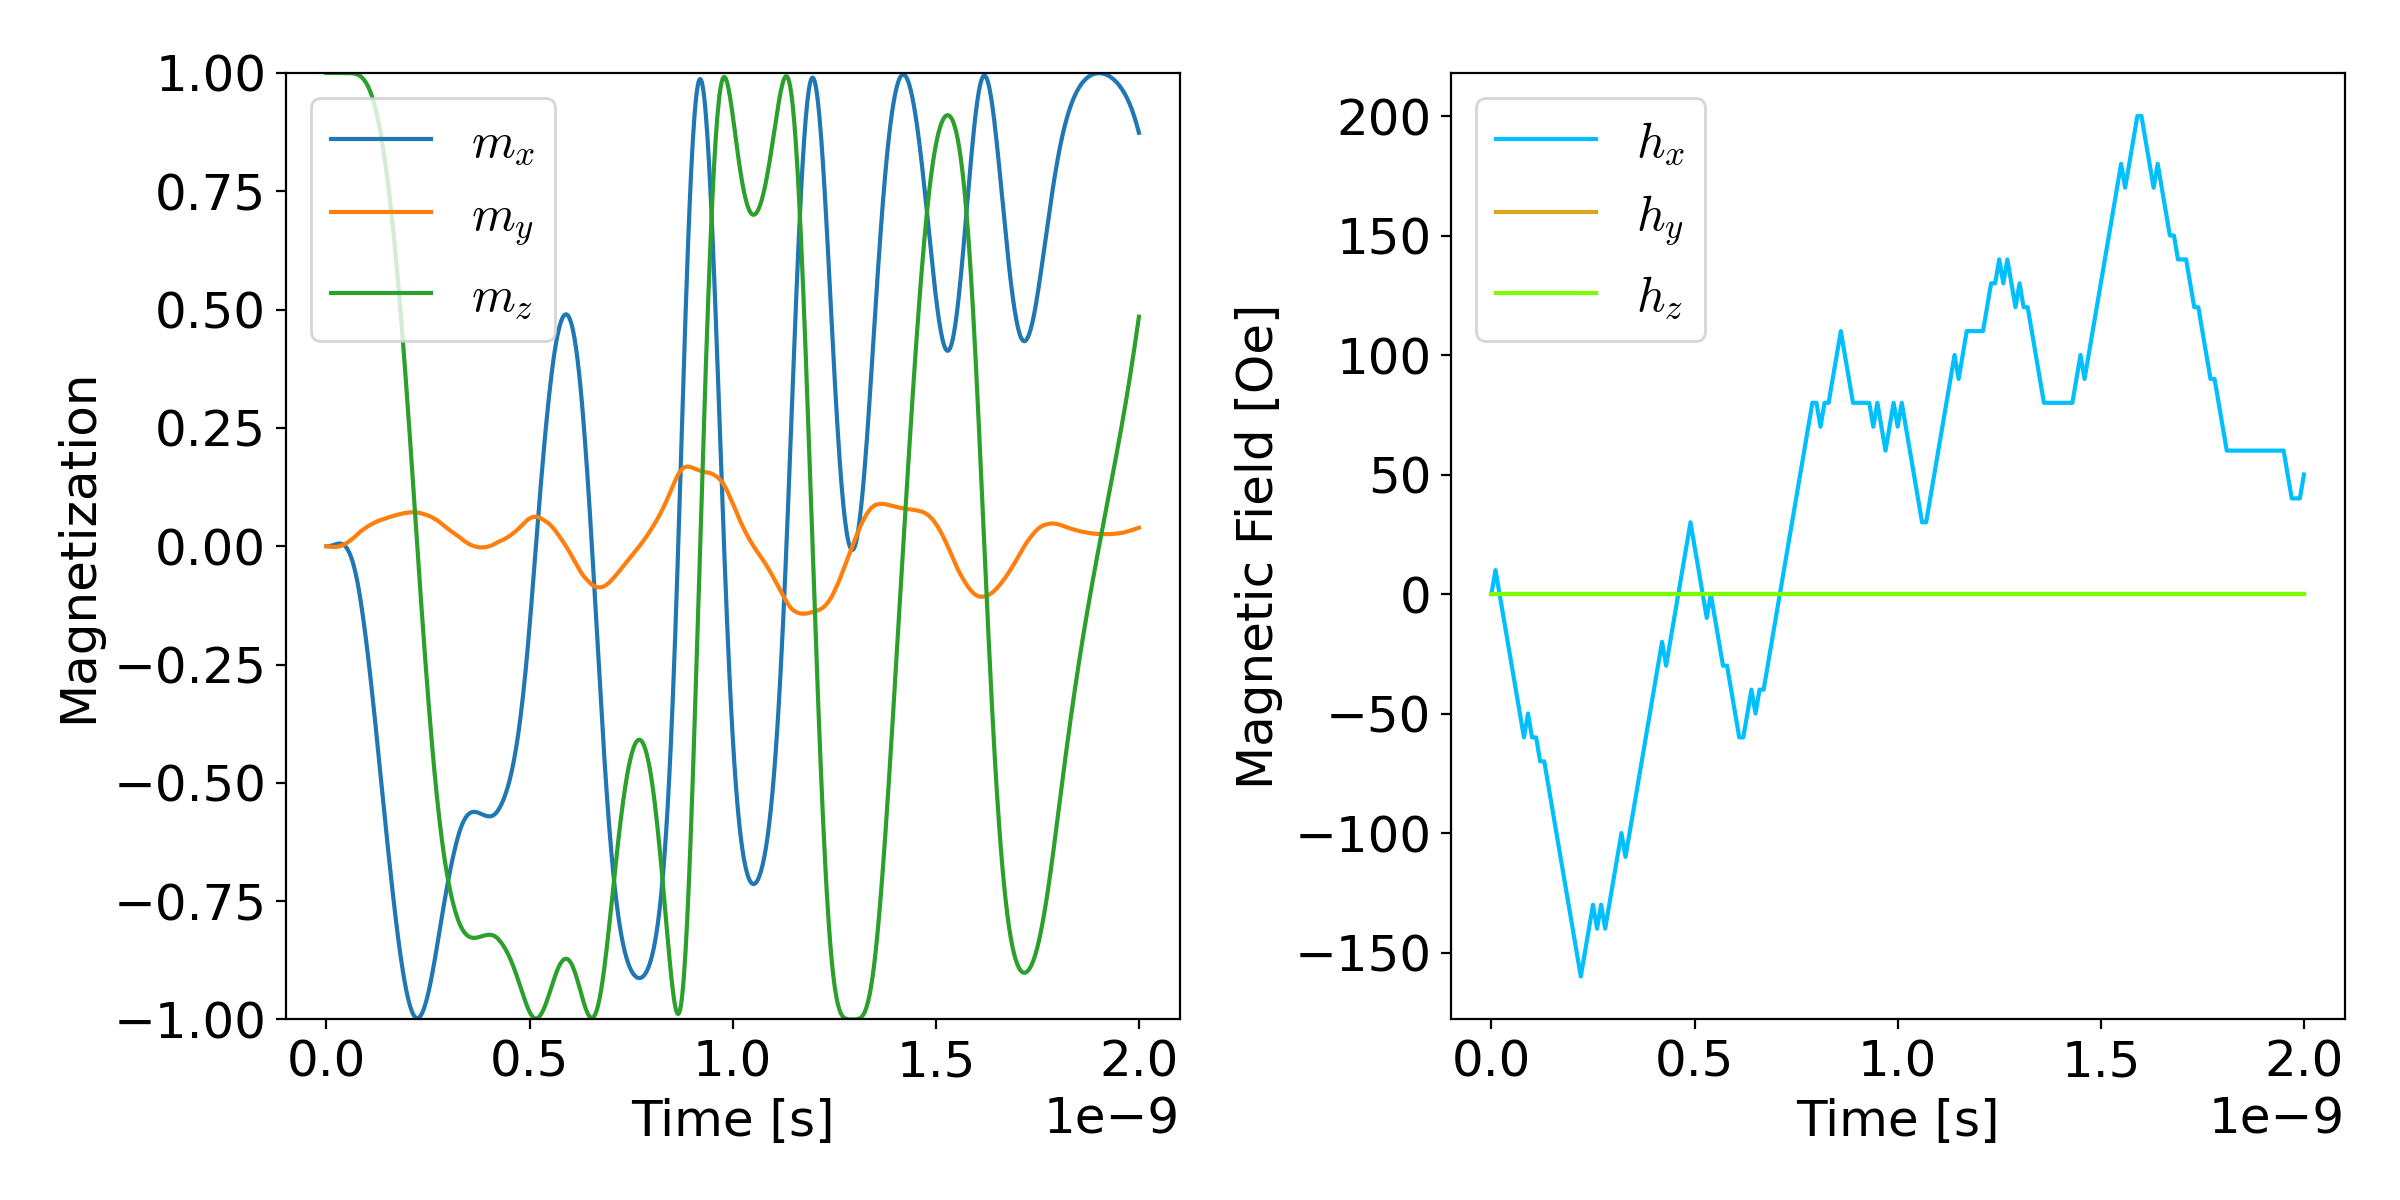 Magnetization
1.00
0.75
0.50
0.25
0.00
−0.25
−0.50
−0.75
−1.00
m_x
m_y
m_z
0.0 0.5 1.0 1.5 2.0
Time [s]
1e−9
Magnetic Field [Oe]
200
150
100
50
0
−50
−100
−150
h_x
h_y
h_z
0.0 0.5 1.0 1.5 2.0
Time [s]
1e−9